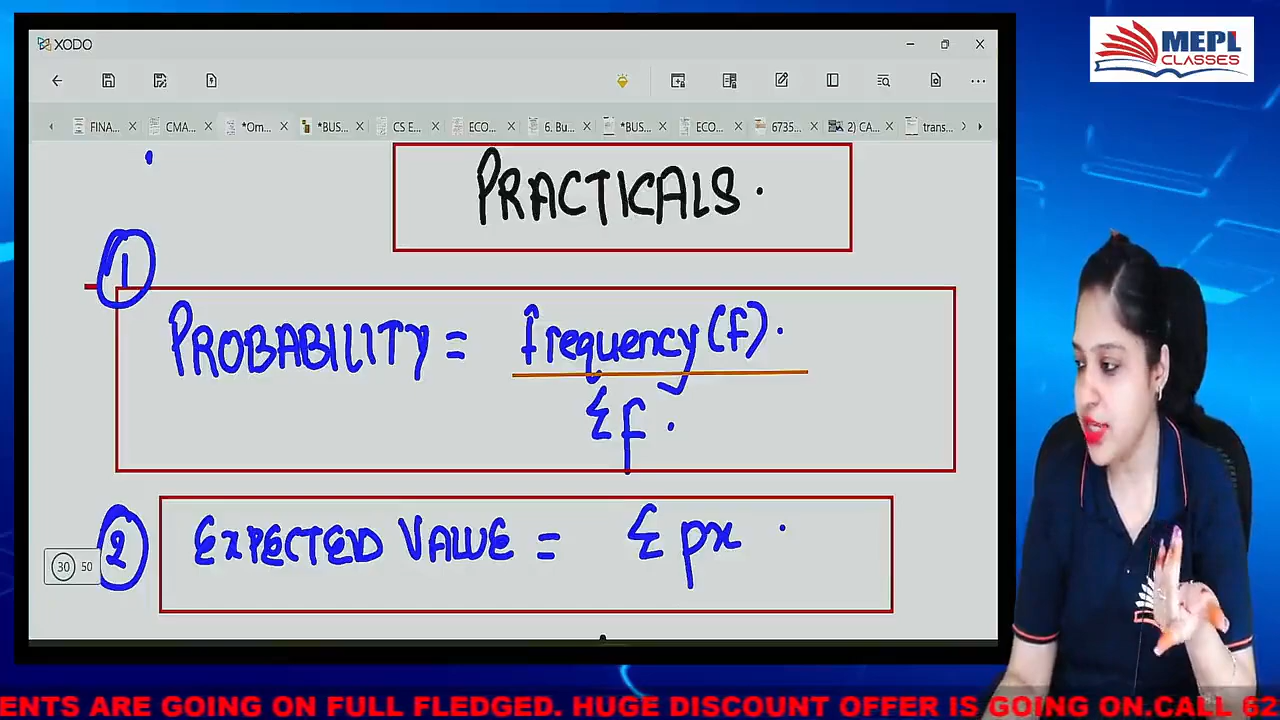 MEPL
CLASSES
XODO
FINA...
CMA...
*Om...
*BUS...
CS E...
ECO...
6. Bu...
*BUS...
ECO...
6735...
2) CA...
trans...
PRACTICALS.
1
PROBABILITY = frequency (f).
Σf.
2
EXPECTED VALUE = Σ px
30 50
ENTS ARE GOING ON FULL FLEDGED. HUGE DISCOUNT OFFER IS GOING ON.CALL 62